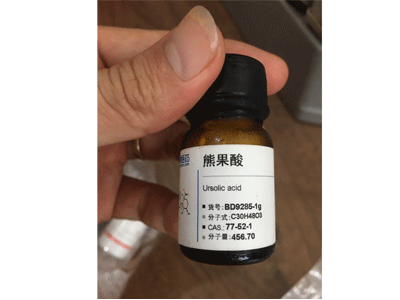 熊果酸
Ursolic acid
■ 货号: BD9285-1g
■ 分子式: C30H48O3
■ CAS.: 77-52-1
■ 分子量: 456.70